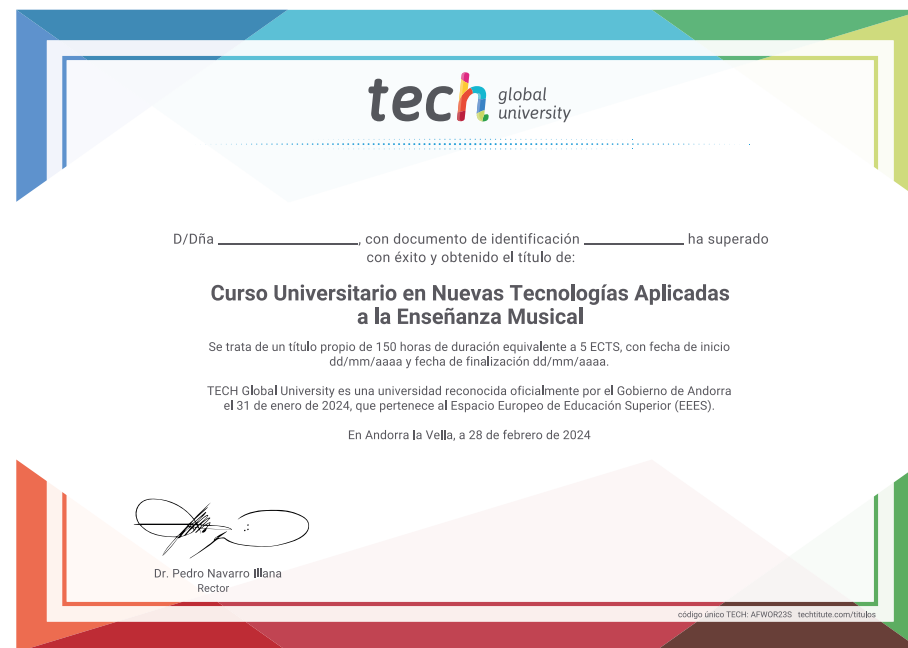 tech global university
D/Dña ____________________, con documento de identificación ______________ ha superado
con éxito y obtenido el título de:
Curso Universitario en Nuevas Tecnologías Aplicadas
a la Enseñanza Musical
Se trata de un título propio de 150 horas de duración equivalente a 5 ECTS, con fecha de inicio
dd/mm/aaaa y fecha de finalización dd/mm/aaaa.
TECH Global University es una universidad reconocida oficialmente por el Gobierno de Andorra
el 31 de enero de 2024, que pertenece al Espacio Europeo de Educación Superior (EEES).
En Andorra la Vella, a 28 de febrero de 2024
Dr. Pedro Navarro Illana
Rector
código único TECH: AFWOR23S techtitute.com/titulos